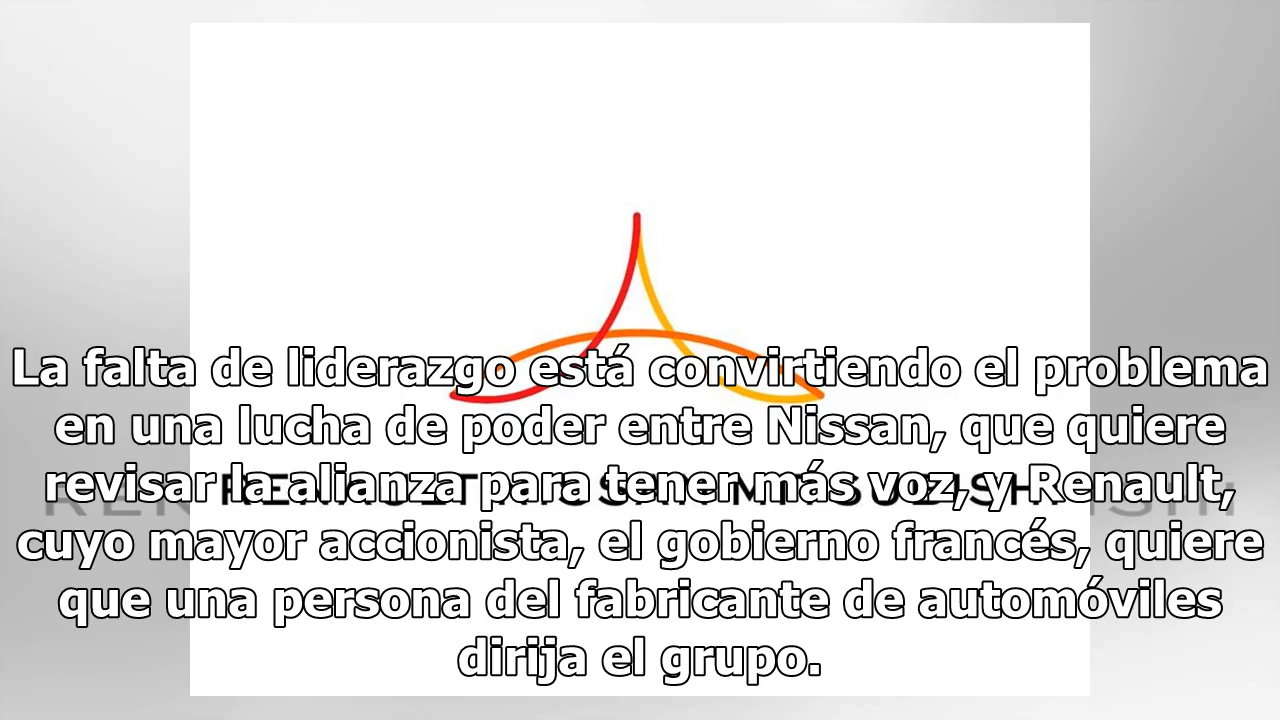 La falta de liderazgo está convirtiendo el problema
en una lucha de poder entre Nissan, que quiere
revisar la alianza para tener más voz, y Renault,
cuyo mayor accionista, el gobierno francés, quiere
que una persona del fabricante de automóviles
dirija el grupo.